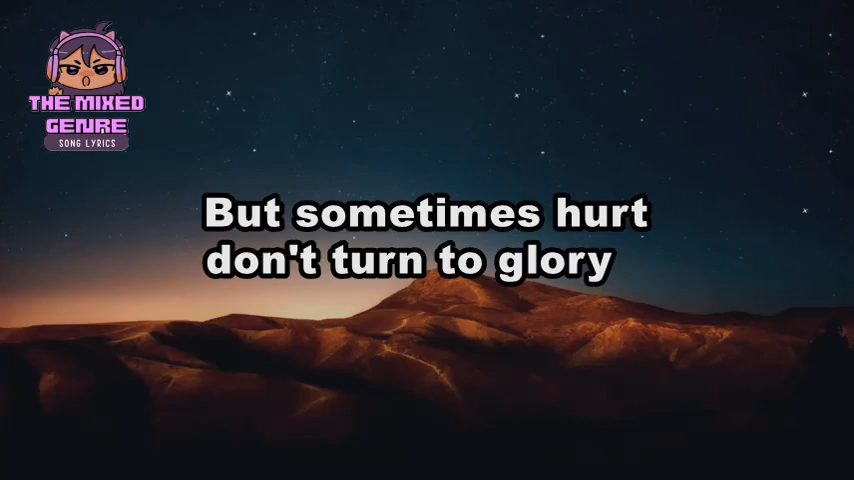 THE MIXED
GENRE
SONG LYRICS
But sometimes hurt
don't turn to glory